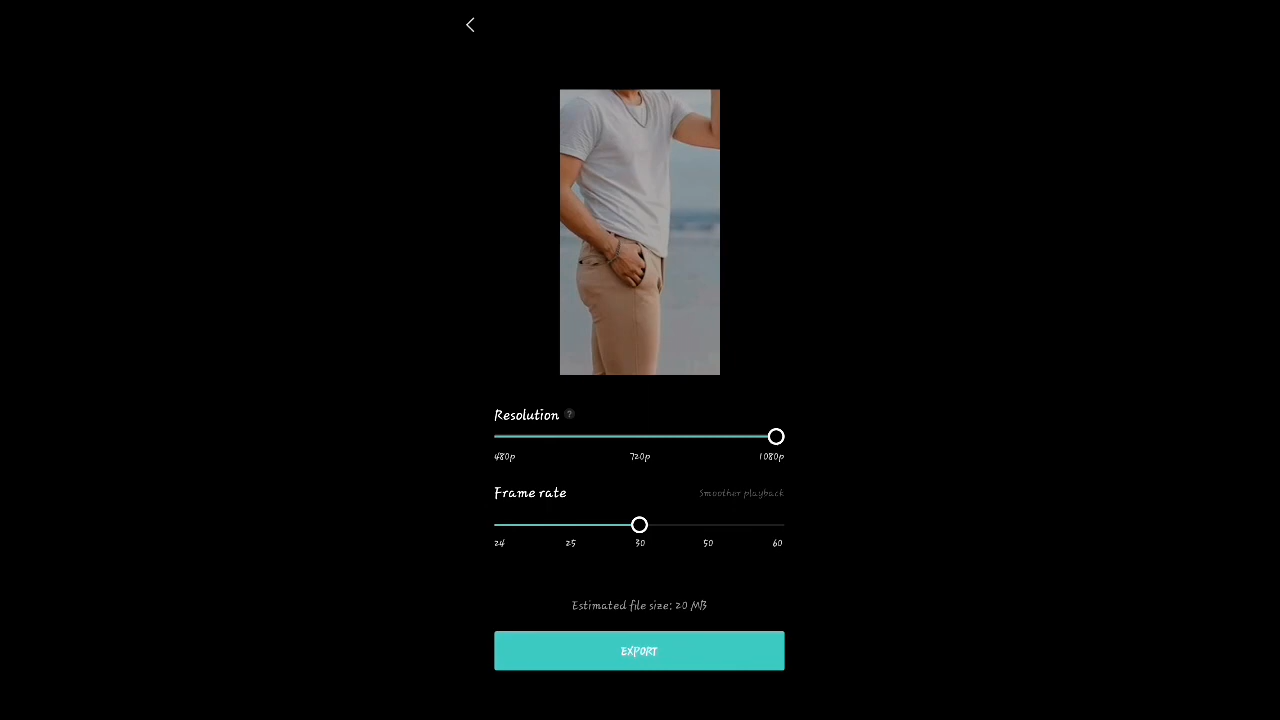 Resolution ?
480p 720p 1080p
Frame rate Smoother playback
24 25 30 50 60
Estimated file size: 20 MB
EXPORT